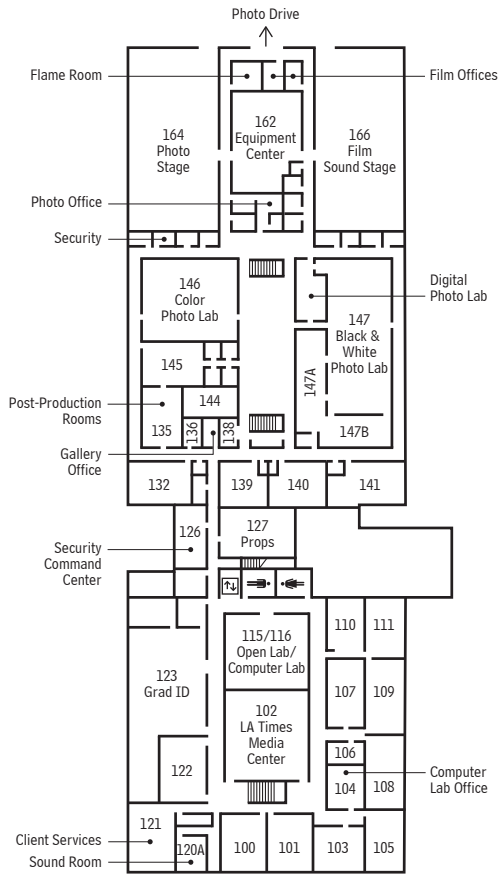 Photo Drive
Flame Room
Film Offices
162
Equipment
Center
164
Photo
Stage
166
Film
Sound Stage
Photo Office
Security
146
Color
Photo Lab
Digital
Photo Lab
147
Black &
White
Photo Lab
145
147A
144
Post-Production
Rooms
135
136
138
147B
Gallery
Office
132
139
140
141
126
127
Props
Security
Command
Center
110
111
115/116
Open Lab/
Computer Lab
123
Grad ID
107
109
102
LA Times
Media
Center
106
122
104
108
Computer
Lab Office
121
Client Services
120A
100
101
103
105
Sound Room